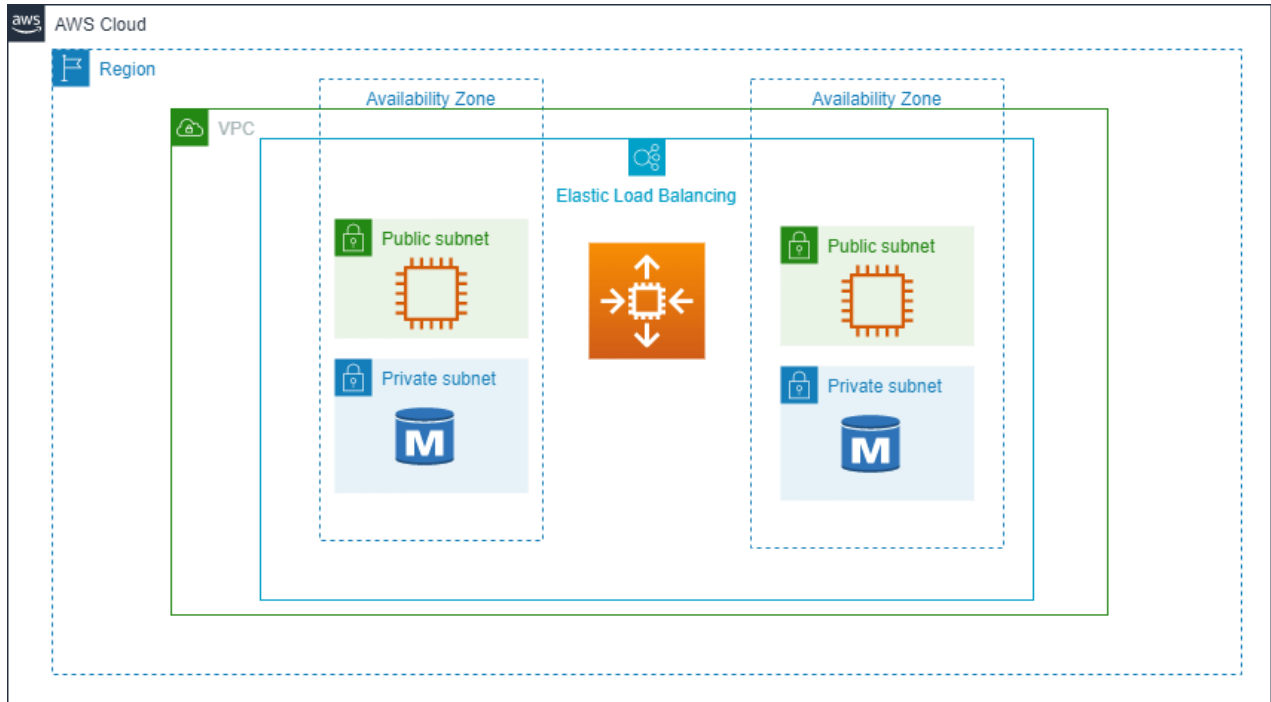 aws
AWS Cloud
Region
Availability Zone
Availability Zone
VPC
Elastic Load Balancing
Public subnet
Public subnet
Private subnet
Private subnet
M
M